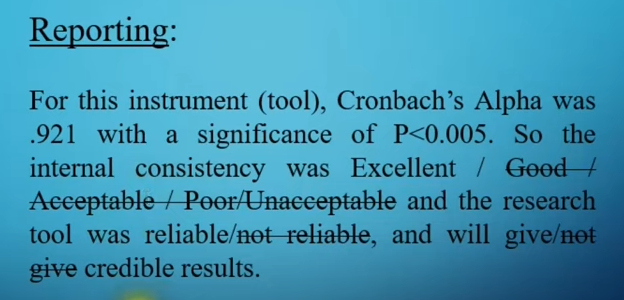 Reporting:
For this instrument (tool), Cronbach’s Alpha was
.921 with a significance of P<0.005. So the
internal consistency was Excellent / Good /
Acceptable / Poor/Unacceptable and the research
tool was reliable/not reliable, and will give/not
give credible results.